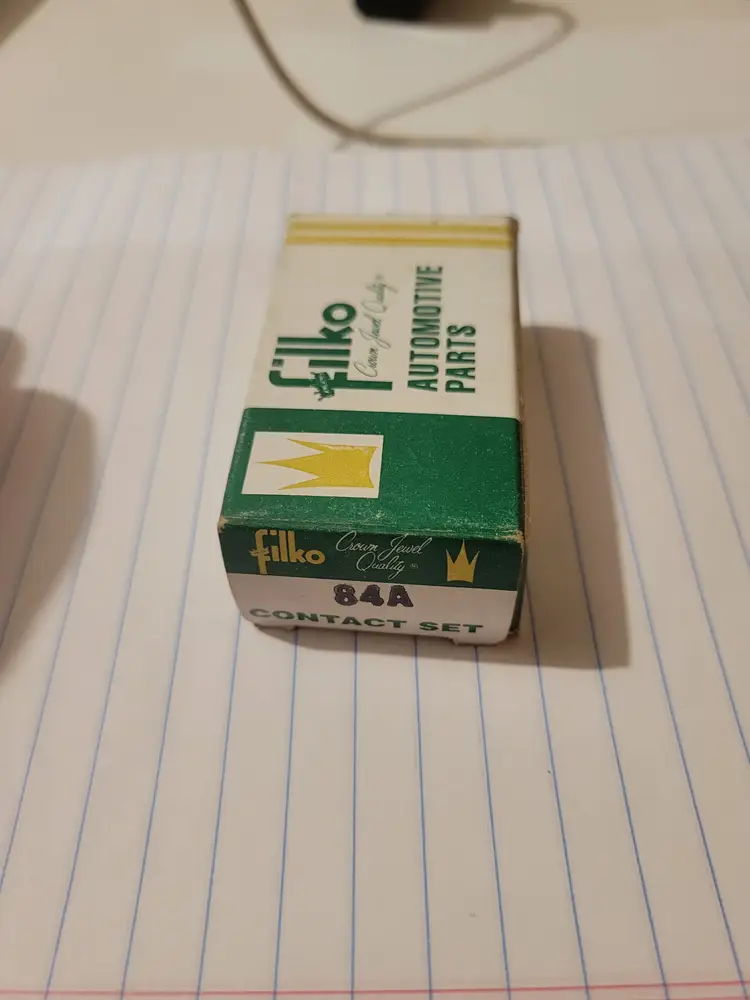 filko
Crown Jewel Quality ®
AUTOMOTIVE
PARTS
filko
Crown Jewel
Quality ®
84A
CONTACT SET